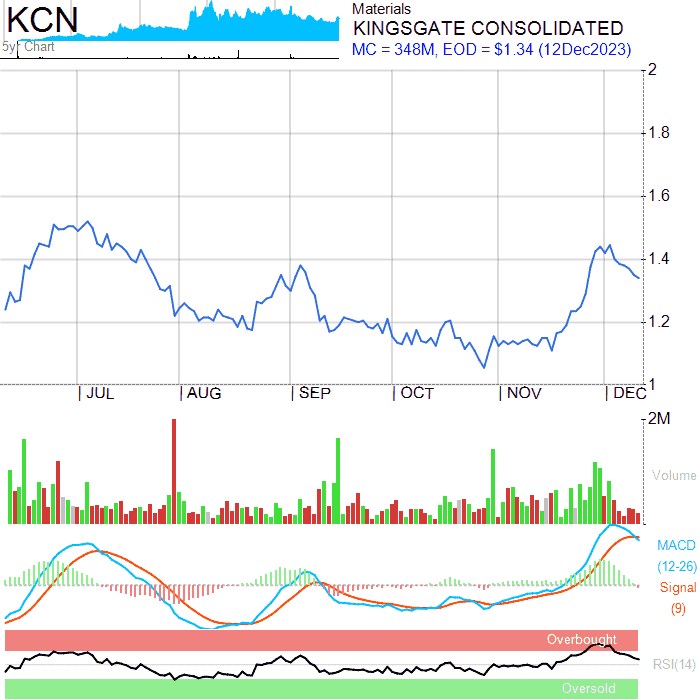 KCN
5yr Chart
Materials
KINGSGATE CONSOLIDATED
MC = 348M, EOD = $1.34 (12Dec2023)
2
1.8
1.6
1.4
1.2
1
JUL
AUG
SEP
OCT
NOV
DEC
2M
Volume
MACD
(12-26)
Signal
(9)
Overbought
RSI(14)
Oversold